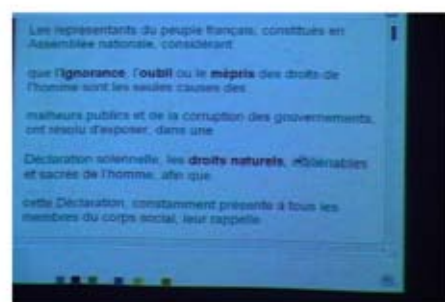 Les représentants du peuple français, constitués en
Assemblée nationale, considérant
que l'ignorance, l'oubli ou le mépris des droits de
l'homme sont les seules causes des
malheurs publics et de la corruption des gouvernements,
ont résolu d'exposer, dans une
Déclaration solennelle, les droits naturels, inaliénables
et sacrés de l'homme, afin que
cette Déclaration, constamment présente à tous les
membres du corps social, leur rappelle